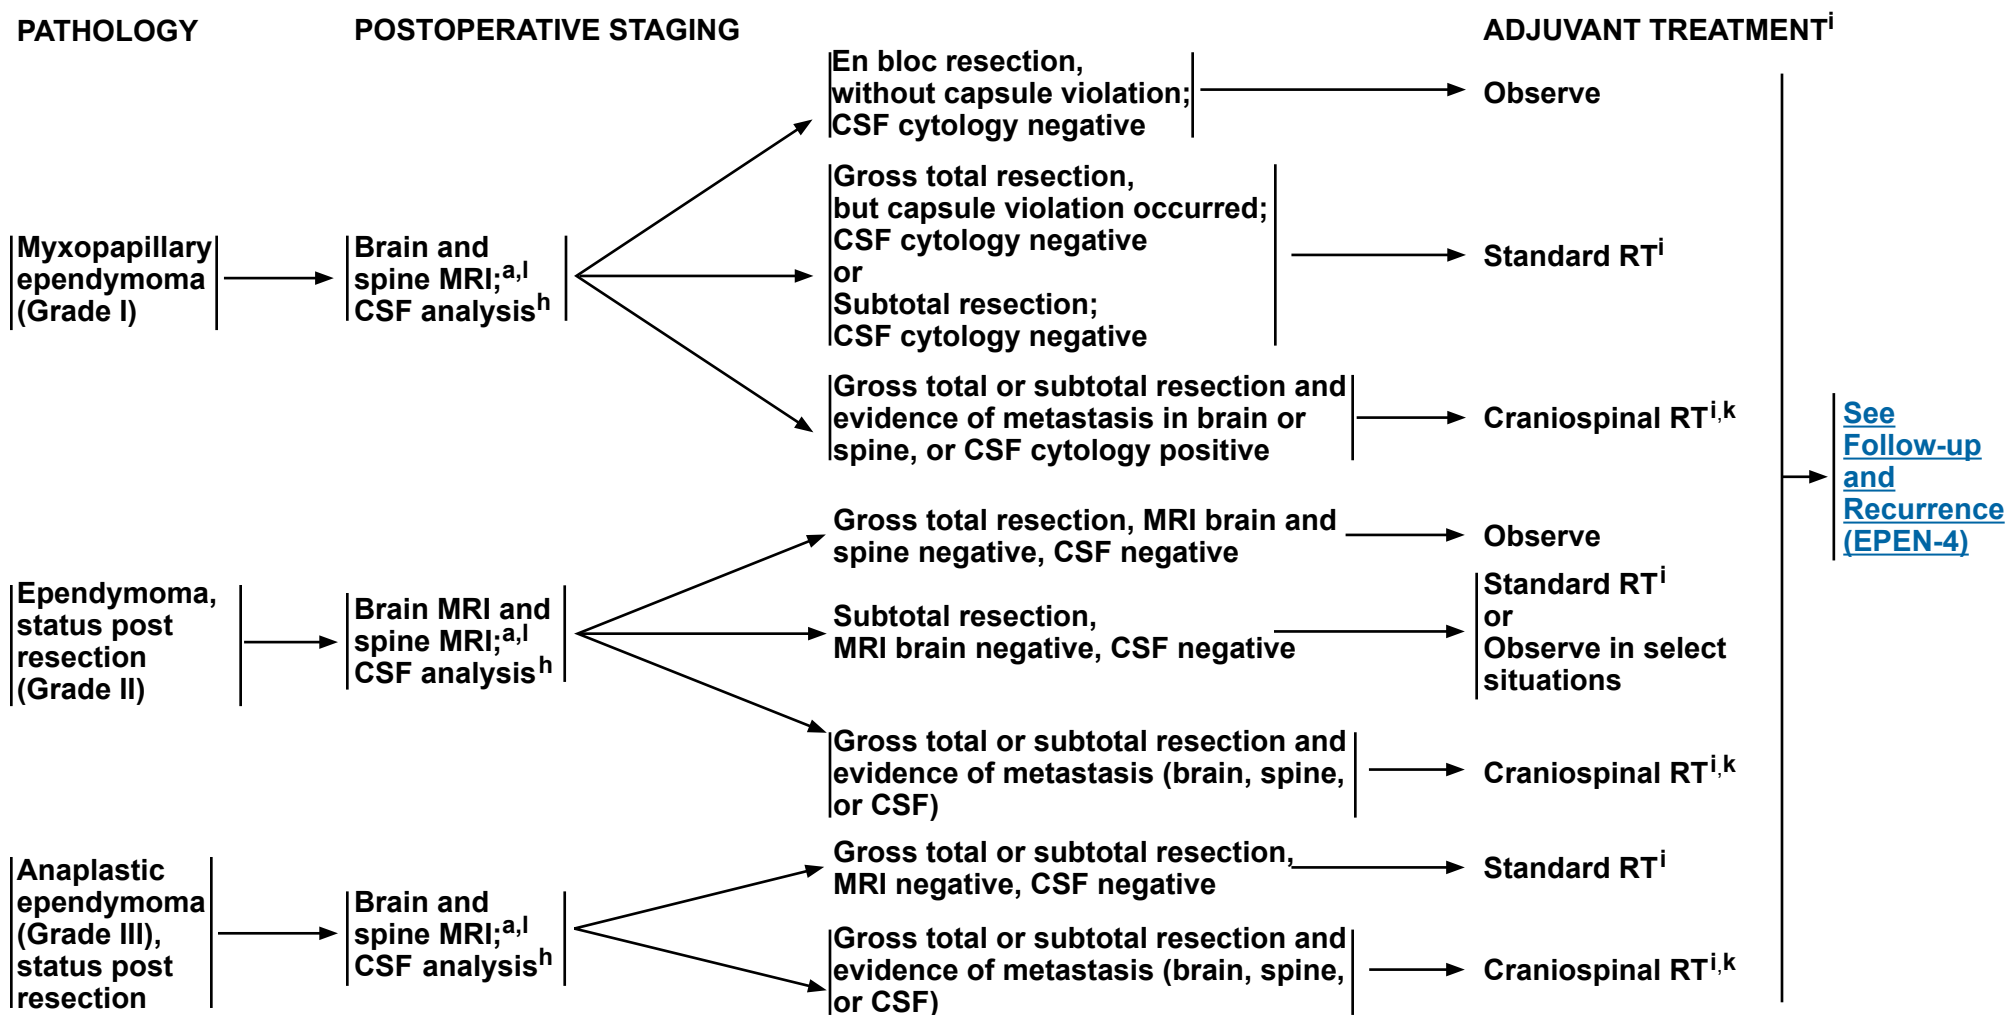 PATHOLOGY
POSTOPERATIVE STAGING
ADJUVANT TREATMENTi
Myxopapillary
ependymoma
(Grade I)
Brain and
spine MRI;a,l
CSF analysish
En bloc resection,
without capsule violation;
CSF cytology negative
Observe
Gross total resection,
but capsule violation occurred;
CSF cytology negative
or
Subtotal resection;
CSF cytology negative
Standard RTi
Gross total or subtotal resection and
evidence of metastasis in brain or
spine, or CSF cytology positive
Craniospinal RTi,k
Ependymoma,
status post
resection
(Grade II)
Brain MRI and
spine MRI;a,l
CSF analysish
Gross total resection, MRI brain and
spine negative, CSF negative
Observe
Subtotal resection,
MRI brain negative, CSF negative
Standard RTi
or
Observe in select
situations
Gross total or subtotal resection and
evidence of metastasis (brain, spine,
or CSF)
Craniospinal RTi,k
Anaplastic
ependymoma
(Grade III),
status post
resection
Brain and
spine MRI;a,l
CSF analysish
Gross total or subtotal resection,
MRI negative, CSF negative
Standard RTi
Gross total or subtotal resection and
evidence of metastasis (brain, spine,
or CSF)
Craniospinal RTi,k
See
Follow-up
and
Recurrence
(EPEN-4)